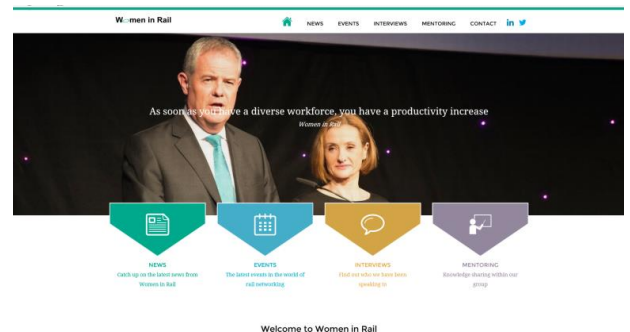 Women in Rail
NEWS
EVENTS
INTERVIEWS
MENTORING
CONTACT
in
As soon as you have a diverse workforce, you have a productivity increase
Women in Rail
NEWS
Catch up on the latest news from
Women in Rail
EVENTS
The latest events in the world of
rail networking
INTERVIEWS
Find out who we have been
speaking to
MENTORING
Knowledge sharing within our
group
Welcome to Women in Rail